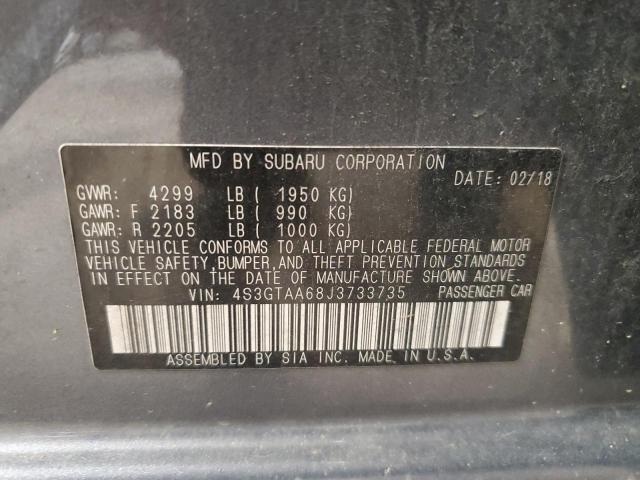 MFD BY SUBARU CORPORATION
DATE: 02/18
GVWR: 4299 LB ( 1950 KG)
GAWR: F 2183 LB ( 990 KG)
GAWR: R 2205 LB ( 1000 KG)
THIS VEHICLE CONFORMS TO ALL APPLICABLE FEDERAL MOTOR
VEHICLE SAFETY, BUMPER, AND THEFT PREVENTION STANDARDS
IN EFFECT ON THE DATE OF MANUFACTURE SHOWN ABOVE.
VIN: 4S3GTAA68J3733735 PASSENGER CAR
ASSEMBLED BY SIA INC. MADE IN U.S.A.